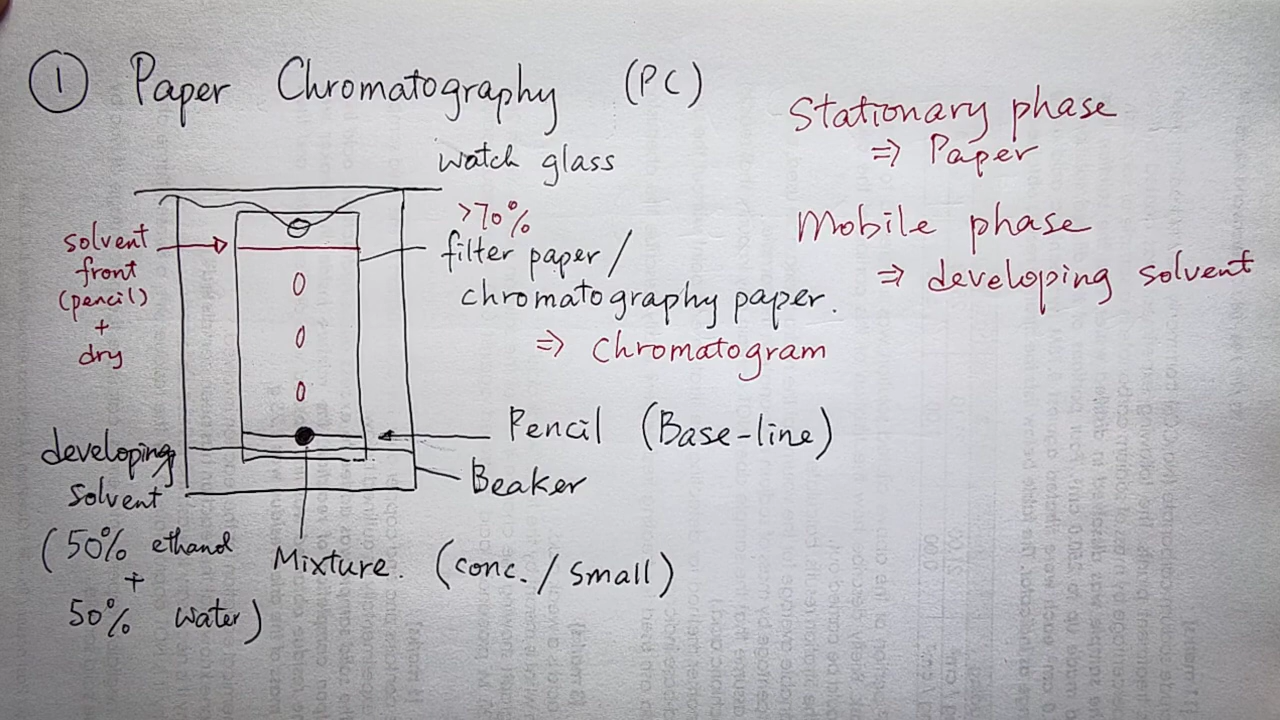 ① Paper Chromatography (PC)
watch glass
>70%
filter paper /
chromatography paper.
⇒ Chromatogram
solvent
front
(pencil)
+
dry
Pencil (Base-line)
Beaker
developing
solvent
(50% ethanol
+
50% water)
Mixture. (conc. / small)
Stationary phase
⇒ Paper
Mobile phase
⇒ developing solvent